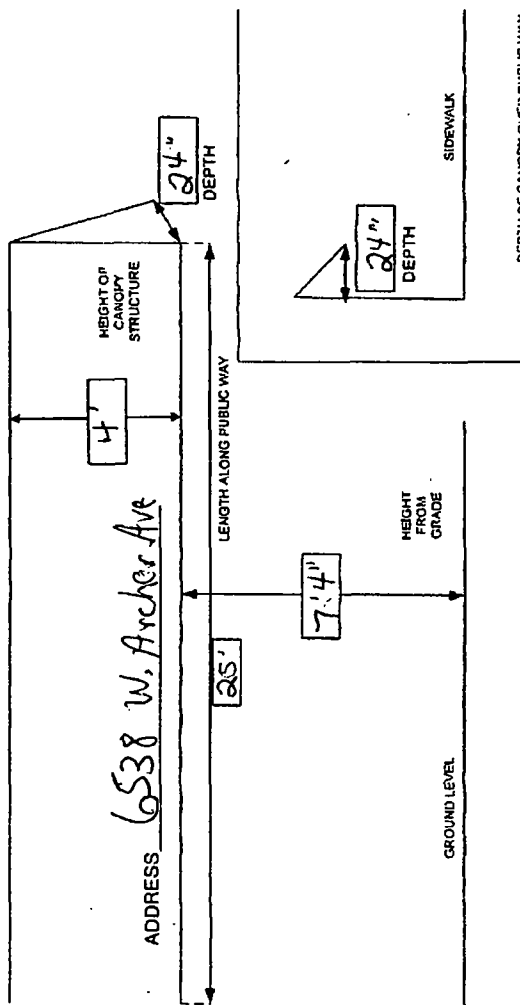 24"
DEPTH
HEIGHT OF
CANOPY
STRUCTURE
4'
ADDRESS 6538 W. Archer Ave
LENGTH ALONG PUBLIC WAY
25'
7'.4"
HEIGHT
FROM
GRADE
GROUND LEVEL
24"
DEPTH
SIDEWALK